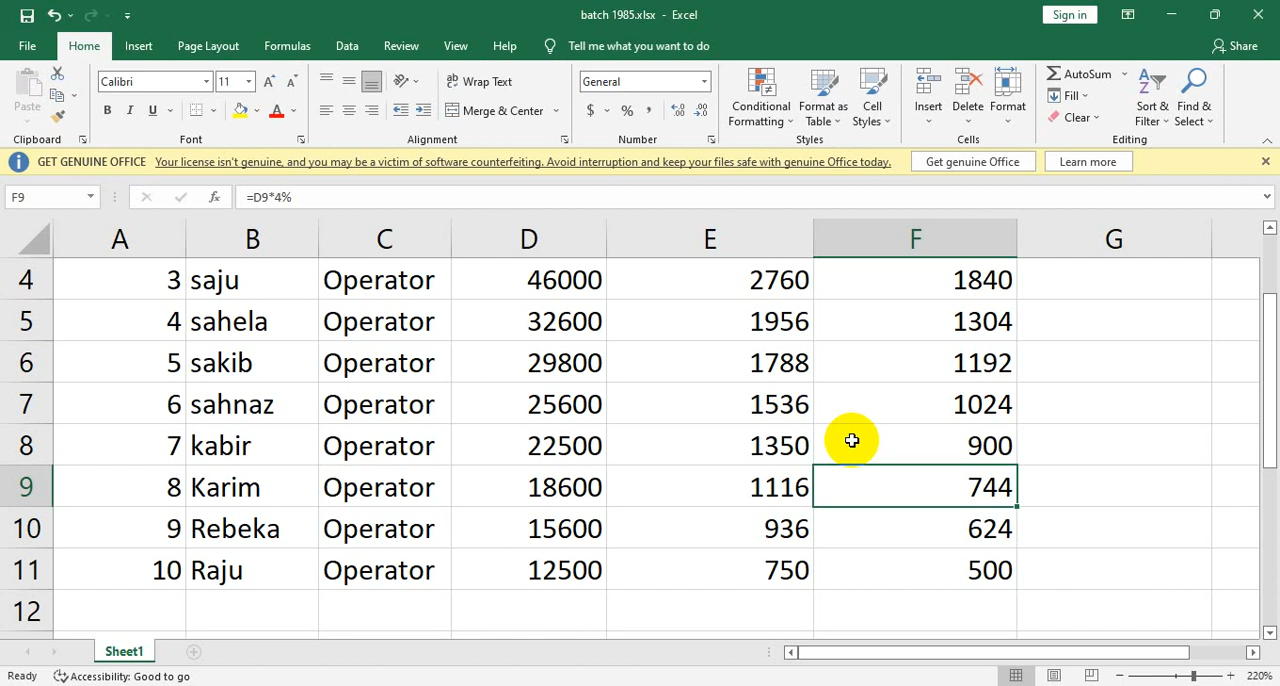 batch 1985.xlsx - Excel
Sign in
File Home Insert Page Layout Formulas Data Review View Help Tell me what you want to do Share
Paste
Calibri 11
B I U
Wrap Text
Merge & Center
General
$ % ,
Conditional Formatting
Format as Table
Cell Styles
Insert Delete Format
AutoSum
Fill
Clear
Sort & Filter
Find & Select
Clipboard Font Alignment Number Styles Cells Editing
GET GENUINE OFFICE Your license isn't genuine, and you may be a victim of software counterfeiting. Avoid interruption and keep your files safe with genuine Office today. Get genuine Office Learn more
F9 fx =D9*4%
A B C D E F G
4 3 saju Operator 46000 2760 1840
5 4 sahela Operator 32600 1956 1304
6 5 sakib Operator 29800 1788 1192
7 6 sahnaz Operator 25600 1536 1024
8 7 kabir Operator 22500 1350 900
9 8 Karim Operator 18600 1116 744
10 9 Rebeka Operator 15600 936 624
11 10 Raju Operator 12500 750 500
12
Sheet1
Ready Accessibility: Good to go 220%